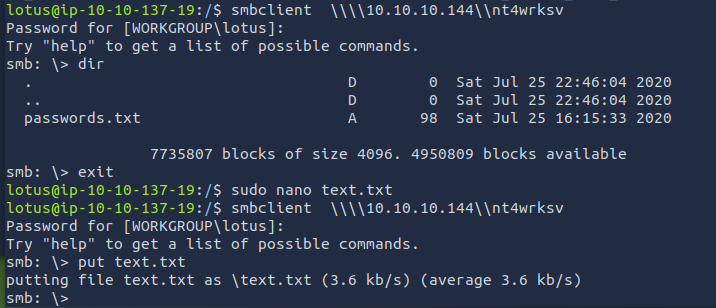 lotus@ip-10-10-137-19:/$ smbclient  \\\\10.10.10.144\\nt4wrksv
Password for [WORKGROUP\lotus]:
Try "help" to get a list of possible commands.
smb: \> dir
  .                                   D        0  Sat Jul 25 22:46:04 2020
  ..                                  D        0  Sat Jul 25 22:46:04 2020
  passwords.txt                       A       98  Sat Jul 25 16:15:33 2020
                7735807 blocks of size 4096. 4950809 blocks available
smb: \> exit
lotus@ip-10-10-137-19:/$ sudo nano text.txt
lotus@ip-10-10-137-19:/$ smbclient  \\\\10.10.10.144\\nt4wrksv
Password for [WORKGROUP\lotus]:
Try "help" to get a list of possible commands.
smb: \> put text.txt
putting file text.txt as \text.txt (3.6 kb/s) (average 3.6 kb/s)
smb: \>